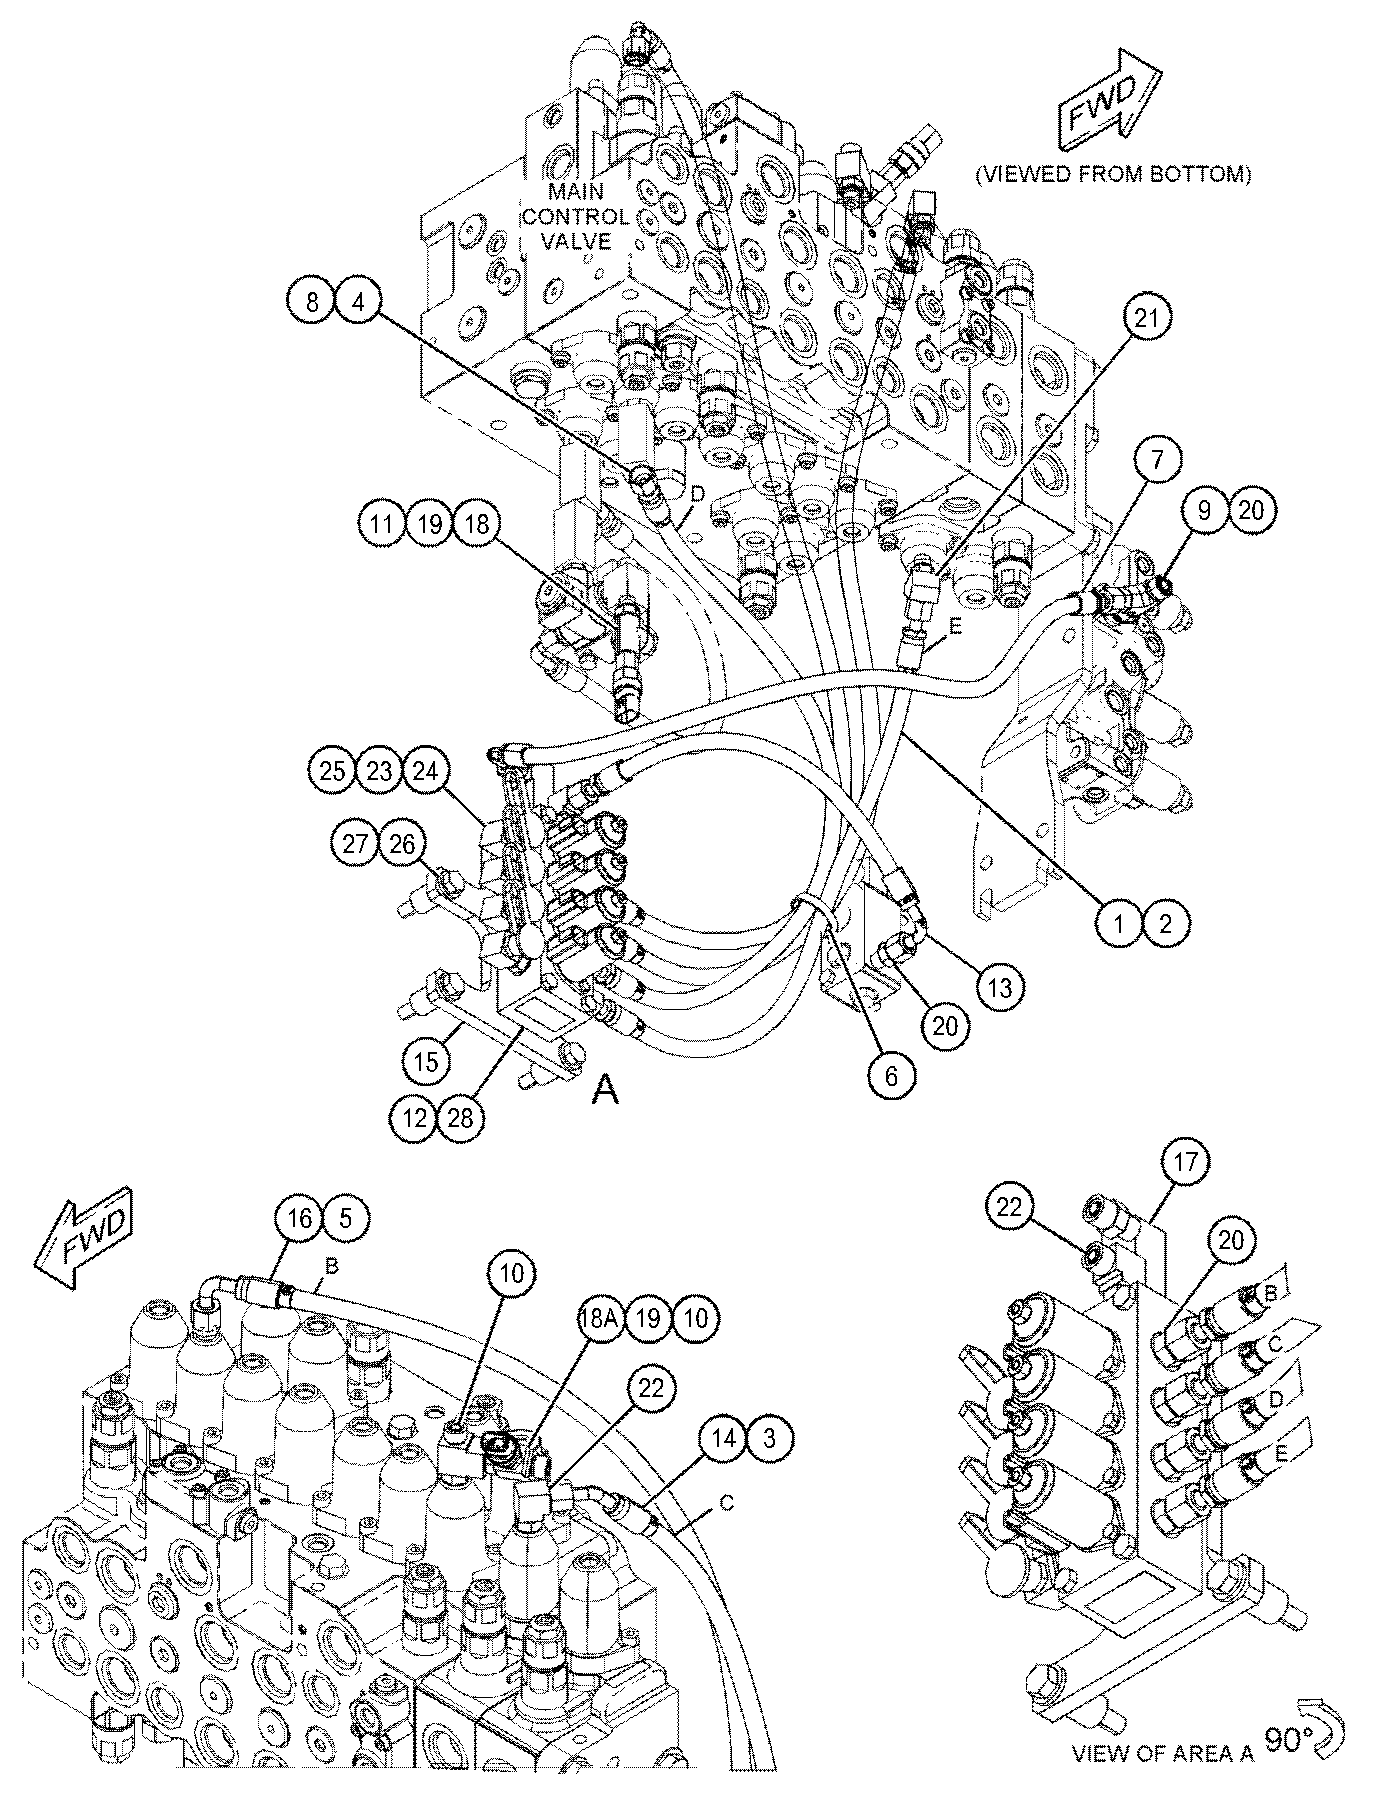 FWD
(VIEWED FROM BOTTOM)
MAIN
CONTROL
VALVE
8 4
21
D
7
11 19 18
9 20
E
25 23 24
27 26
1 2
13
20
15
6
A
12 28
17
22
16 5
FWD
20
B
10
B
18A 19 10
C
22
D
14 3
E
C
VIEW OF AREA A 90°